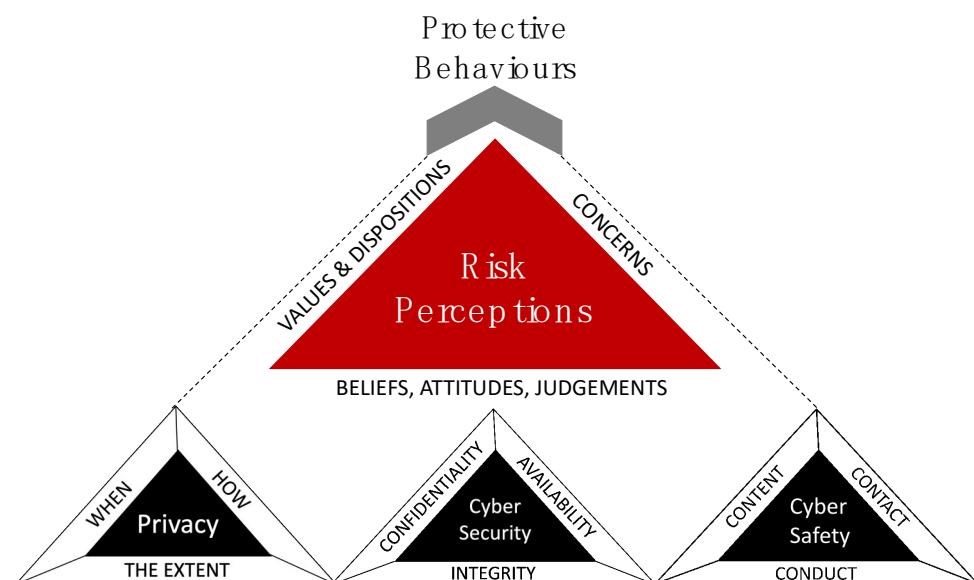 Protective
Behaviours
VALUES & DISPOSITIONS
CONCERNS
Risk
Perceptions
BELIEFS, ATTITUDES, JUDGEMENTS
WHEN
HOW
Privacy
THE EXTENT
CONFIDENTIALITY
AVAILABILITY
Cyber
Security
INTEGRITY
CONTENT
CONTACT
Cyber
Safety
CONDUCT